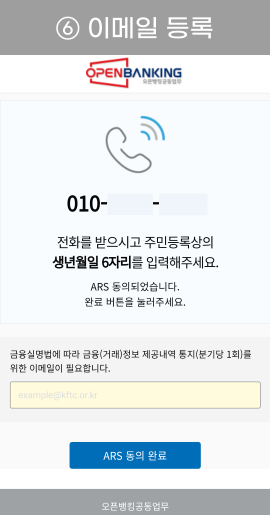 ⑥ 이메일 등록
OPENBANKING
오픈뱅킹공동업무
010- -
전화를 받으시고 주민등록상의
생년월일 6자리를 입력해주세요.
ARS 동의되었습니다.
완료 버튼을 눌러주세요.
금융실명법에 따라 금융(거래)정보 제공내역 통지(분기당 1회)를
위한 이메일이 필요합니다.
example@kftc.or.kr
ARS 동의 완료
오픈뱅킹공동업무